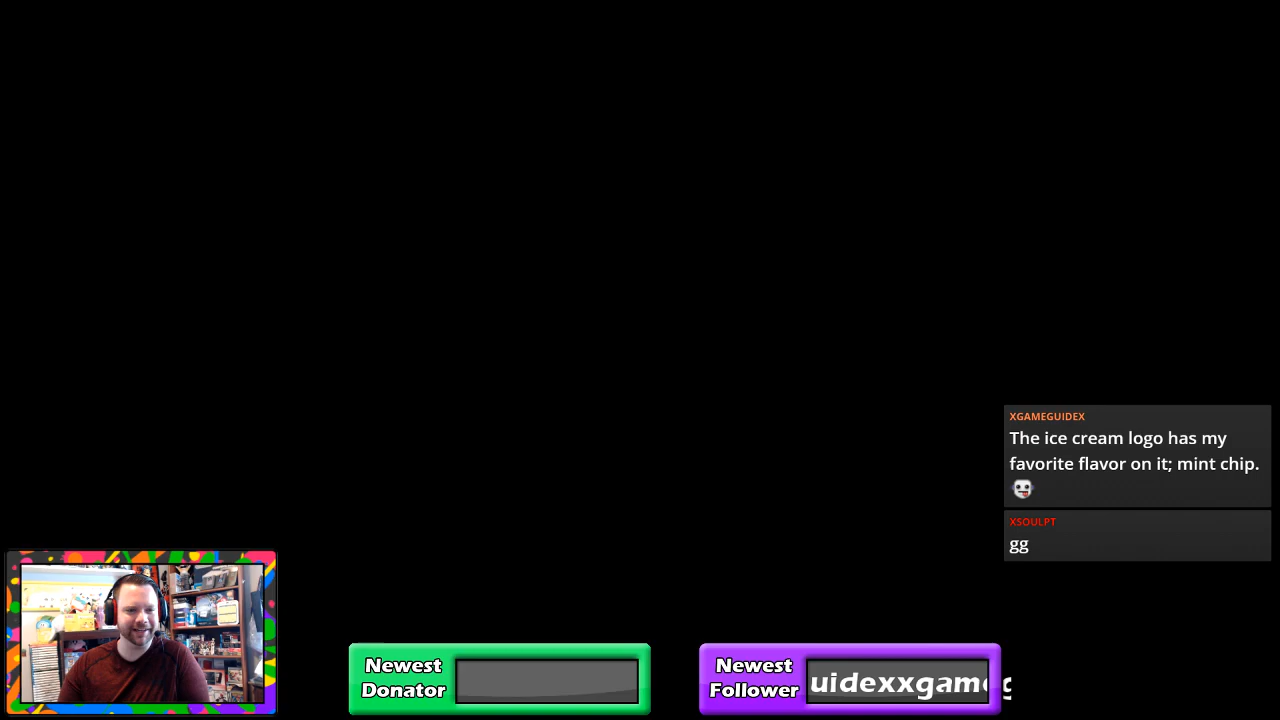 XGAMEGUIDEX
The ice cream logo has my
favorite flavor on it; mint chip.
XSOULPT
gg
Newest
Donator
Newest
Follower
uidexxgam